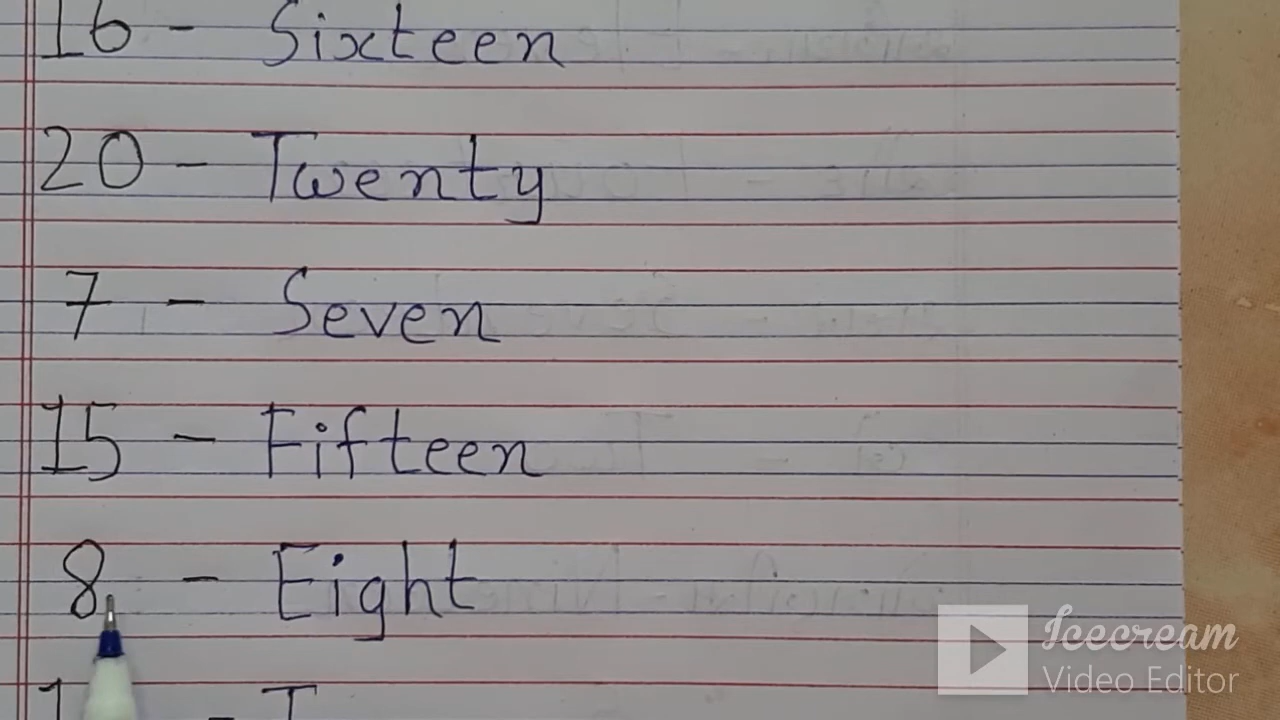 16 - Sixteen
20 - Twenty
7 - Seven
15 - Fifteen
8 - Eight
Icecream
Video Editor